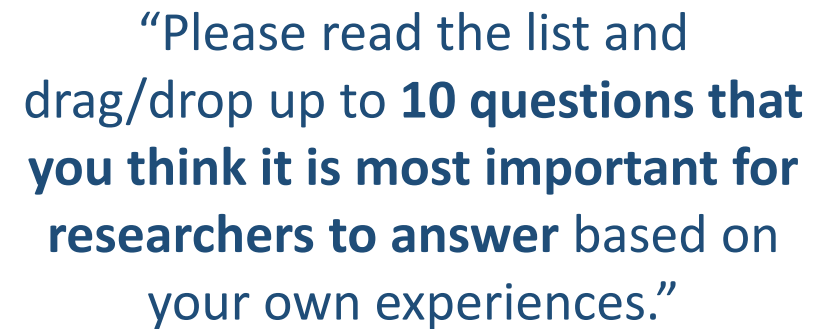 “Please read the list and
drag/drop up to 10 questions that
you think it is most important for
researchers to answer based on
your own experiences.”